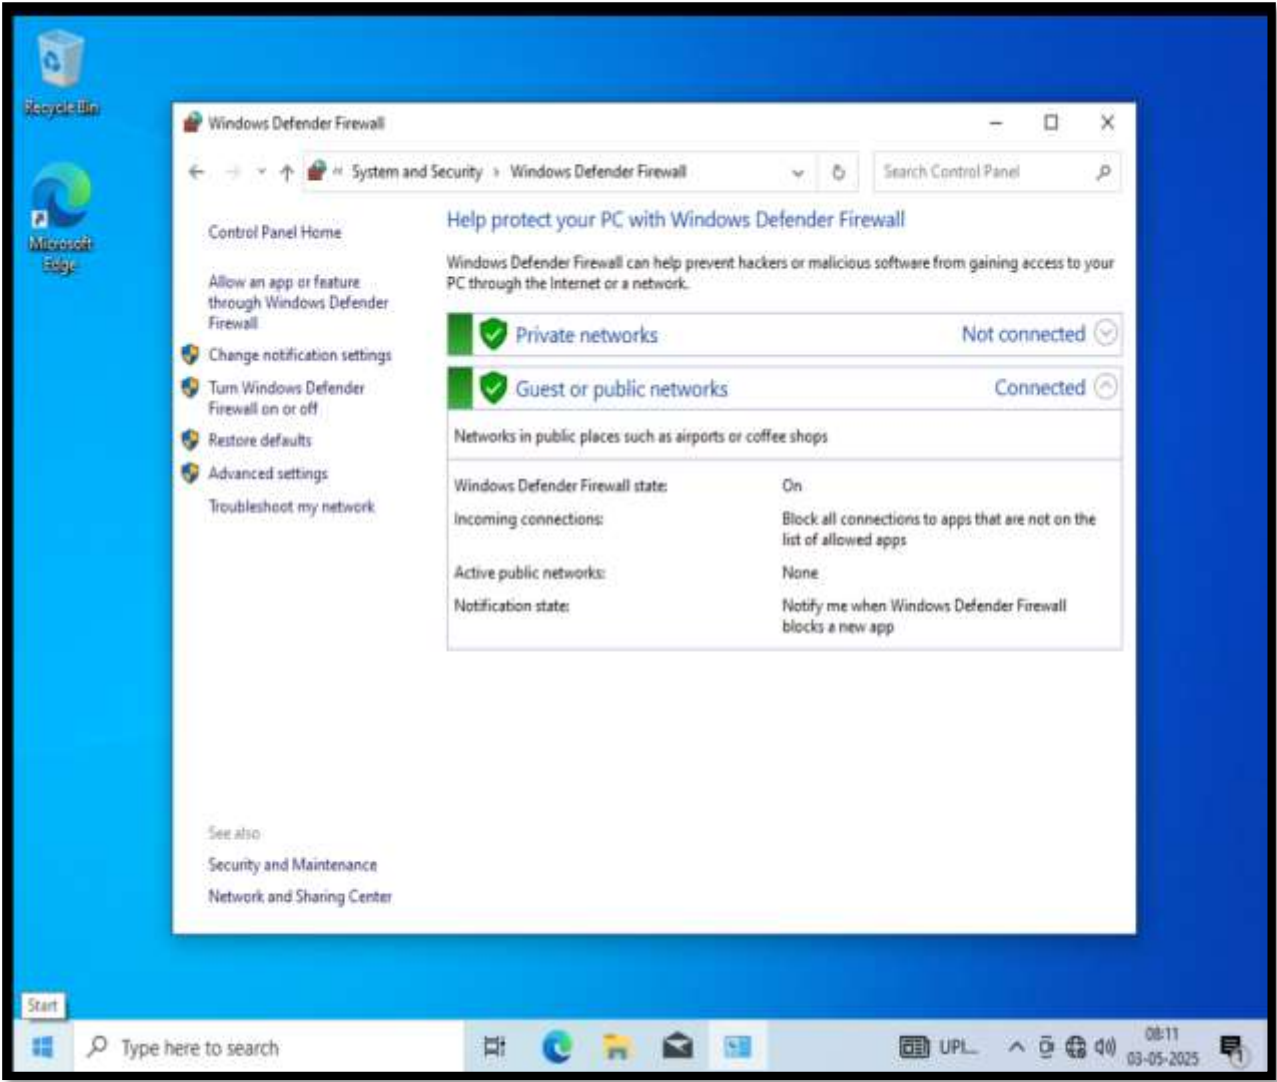 Recycle Bin
Microsoft
Edge
Windows Defender Firewall
« System and Security › Windows Defender Firewall
Search Control Panel
Control Panel Home
Allow an app or feature
through Windows Defender
Firewall
Change notification settings
Turn Windows Defender
Firewall on or off
Restore defaults
Advanced settings
Troubleshoot my network
See also
Security and Maintenance
Network and Sharing Center
Help protect your PC with Windows Defender Firewall
Windows Defender Firewall can help prevent hackers or malicious software from gaining access to your
PC through the Internet or a network.
Private networks Not connected
Guest or public networks Connected
Networks in public places such as airports or coffee shops
Windows Defender Firewall state: On
Incoming connections: Block all connections to apps that are not on the
list of allowed apps
Active public networks: None
Notification state: Notify me when Windows Defender Firewall
blocks a new app
Start
Type here to search
UPI...
08:11
03-05-2025
1